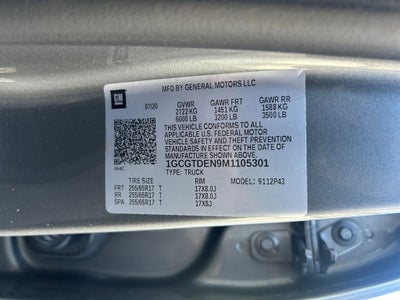 MFD BY GENERAL MOTORS LLC
GM
07/20 GVWR GAWR FRT GAWR RR
2722 KG 1451 KG 1588 KG
6000 LB 3200 LB 3500 LB
THIS VEHICLE CONFORMS TO ALL
APPLICABLE U.S. FEDERAL MOTOR
VEHICLE SAFETY AND THEFT PREVENTION
STANDARDS IN EFFECT ON THE DATE OF
MANUFACTURE SHOWN ABOVE.
1GCGTDEN9M1105301
TYPE: TRUCK
TIRE SIZE RIM MODEL: 9112P43
FRT 255/65R17 T 17X8.0J
RR 255/65R17 T 17X8.0J
SPA 255/65R17 T 17X8J